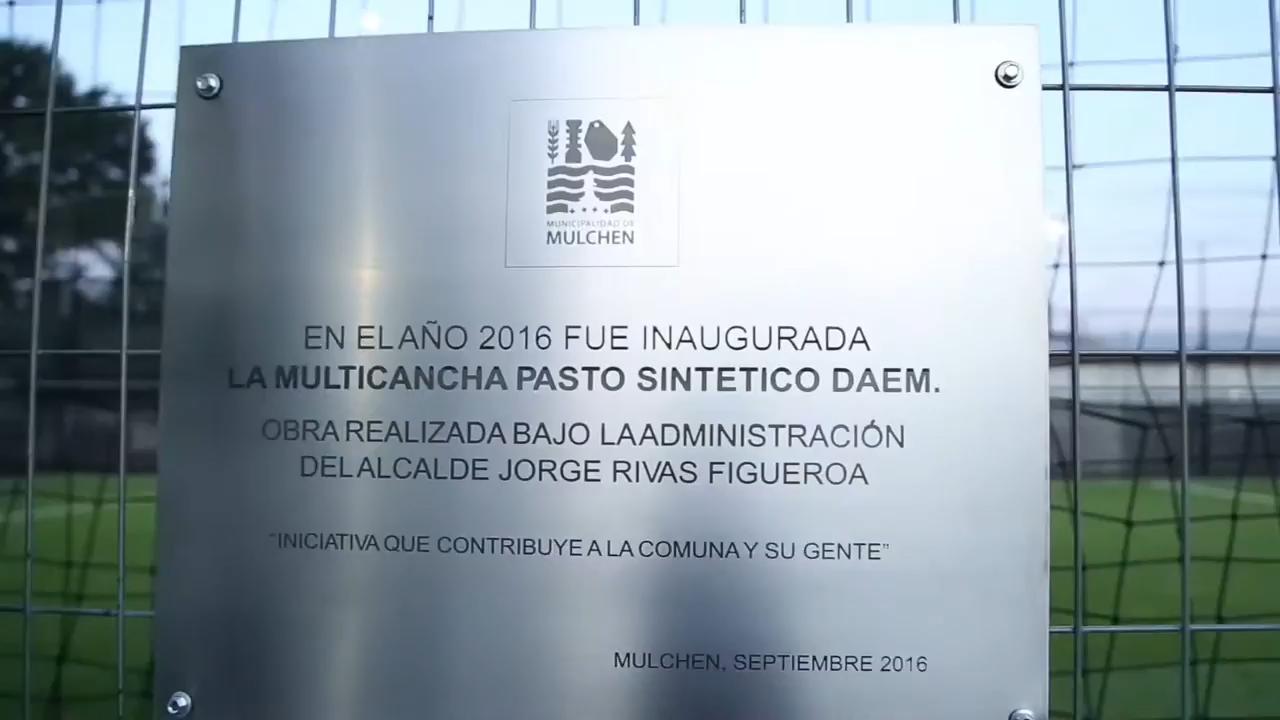 MUNICIPALIDAD DE
MULCHEN
EN EL AÑO 2016 FUE INAUGURADA
LA MULTICANCHA PASTO SINTETICO DAEM.
OBRA REALIZADA BAJO LA ADMINISTRACIÓN
DEL ALCALDE JORGE RIVAS FIGUEROA
"INICIATIVA QUE CONTRIBUYE A LA COMUNA Y SU GENTE"
MULCHEN, SEPTIEMBRE 2016